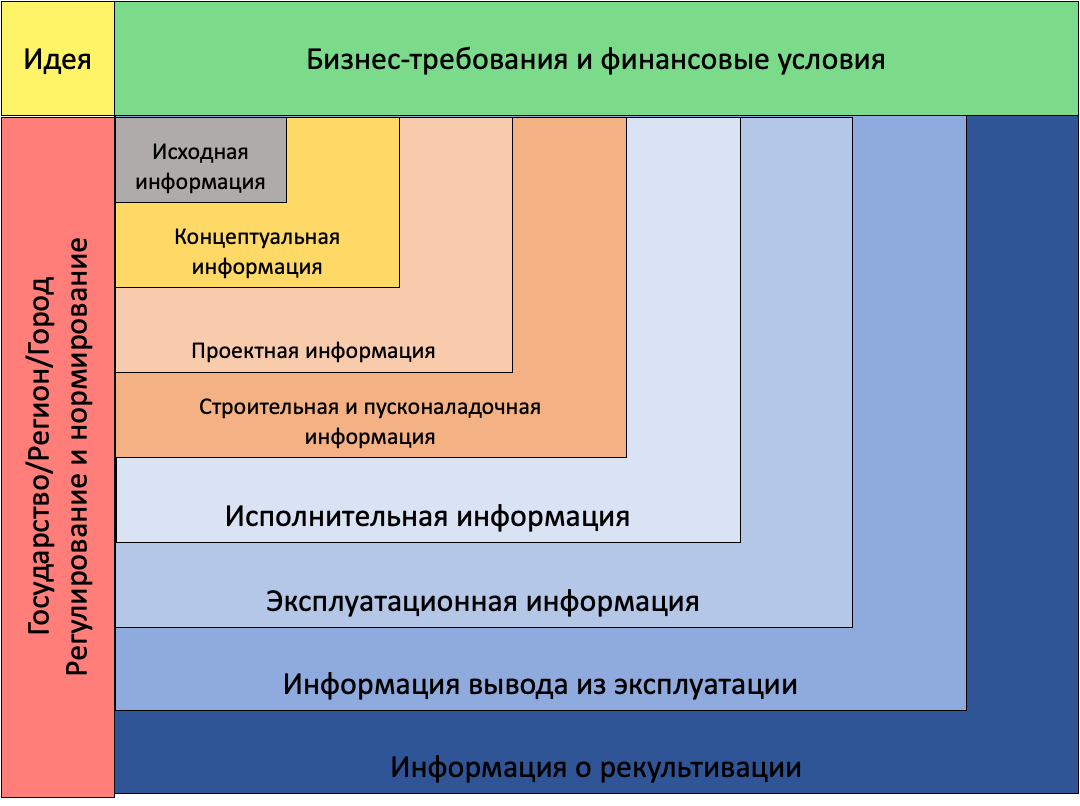 Идея
Бизнес-требования и финансовые условия
Государство/Регион/Город
Регулирование и нормирование
Исходная
информация
Концептуальная
информация
Проектная информация
Строительная и пусконаладочная
информация
Исполнительная информация
Эксплуатационная информация
Информация вывода из эксплуатации
Информация о рекультивации